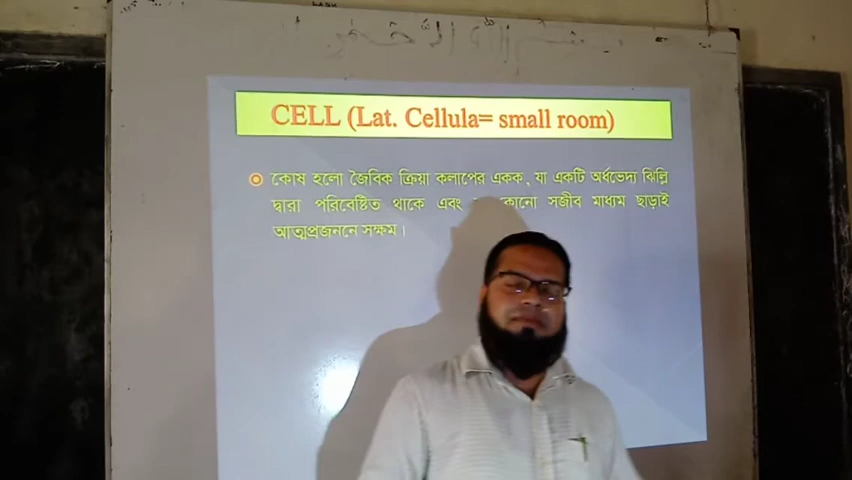 CELL (Lat. Cellula= small room)
কোষ হলো জৈবিক ক্রিয়া কলাপের একক, যা একটি অর্ধভেদ্য ঝিল্লি
দ্বারা পরিবেষ্টিত থাকে এবং কোনো সজীব মাধ্যম ছাড়াই
আত্মপ্রজননে সক্ষম।